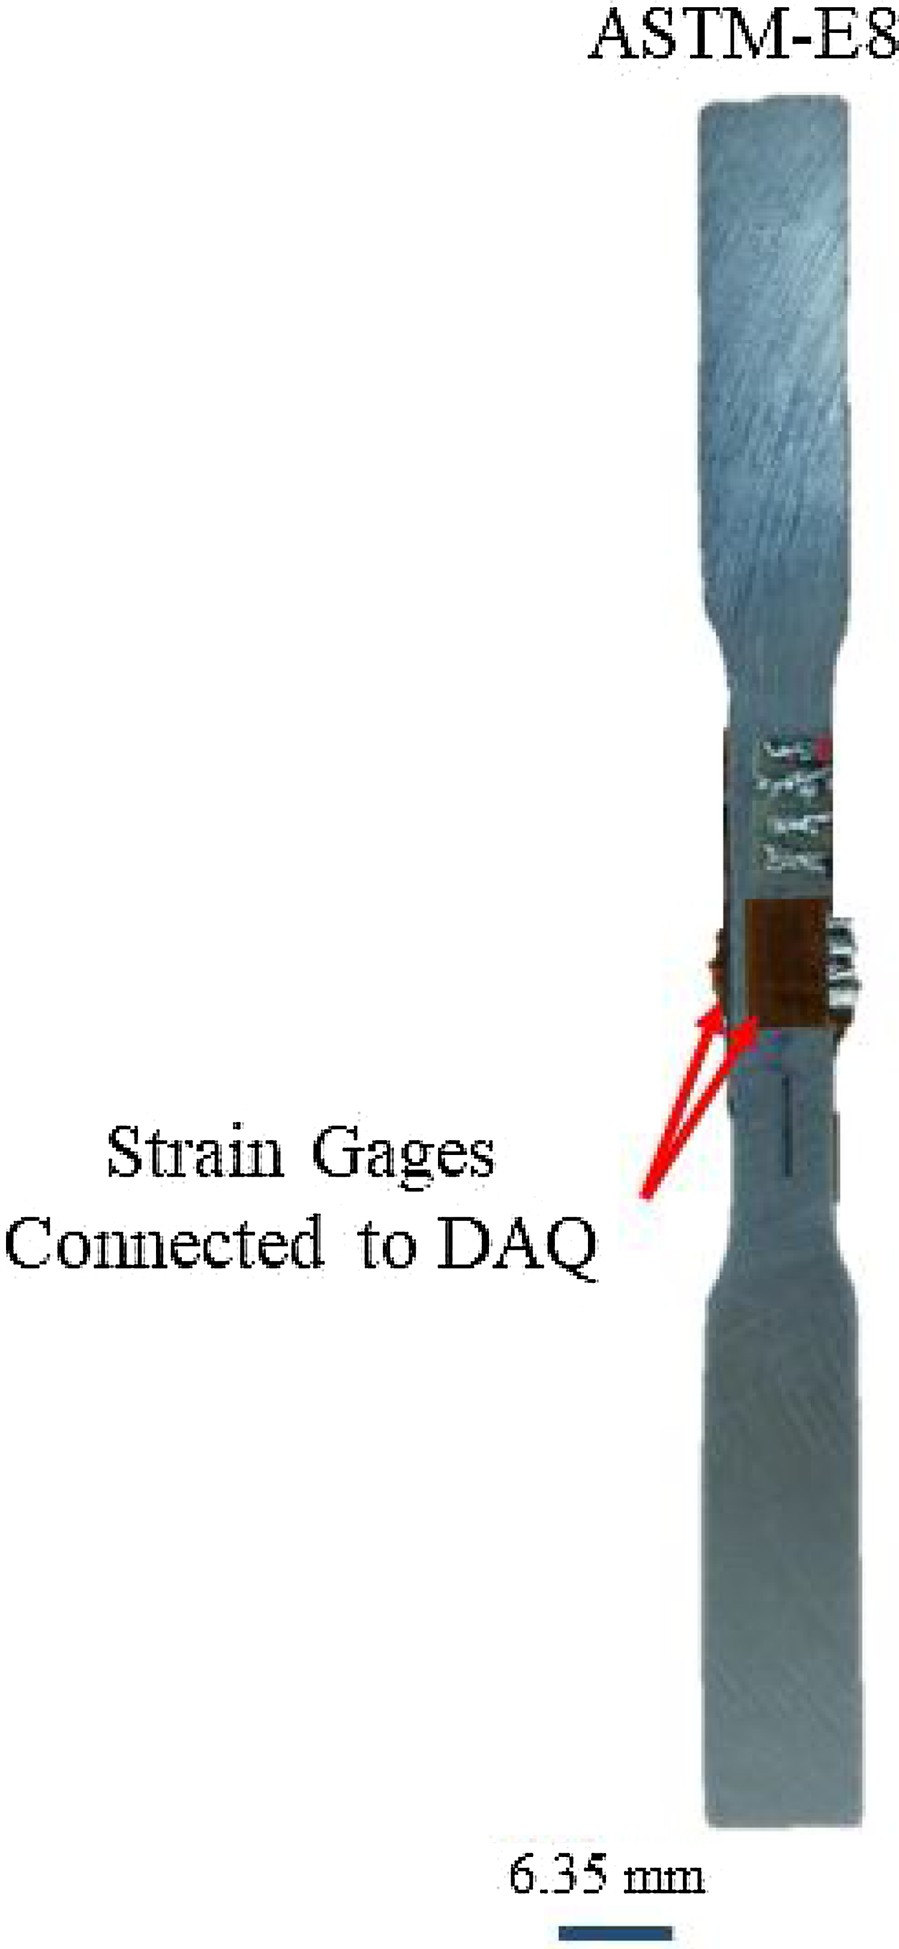 ASTM-E8
Strain Gages
Connected to DAQ
6.35 mm